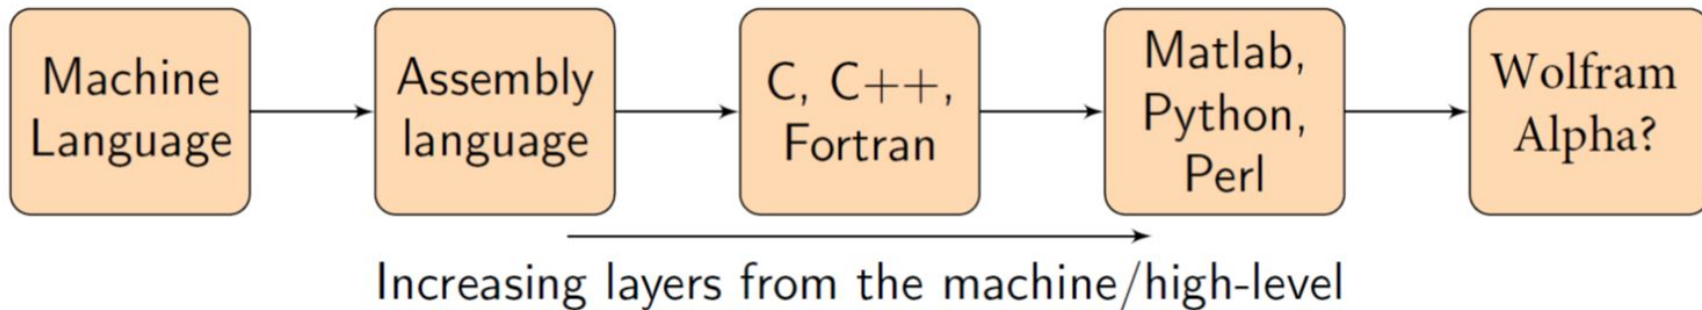 Machine
Language
Assembly
language
C, C++,
Fortran
Matlab,
Python,
Perl
Wolfram
Alpha?
Increasing layers from the machine/high-level